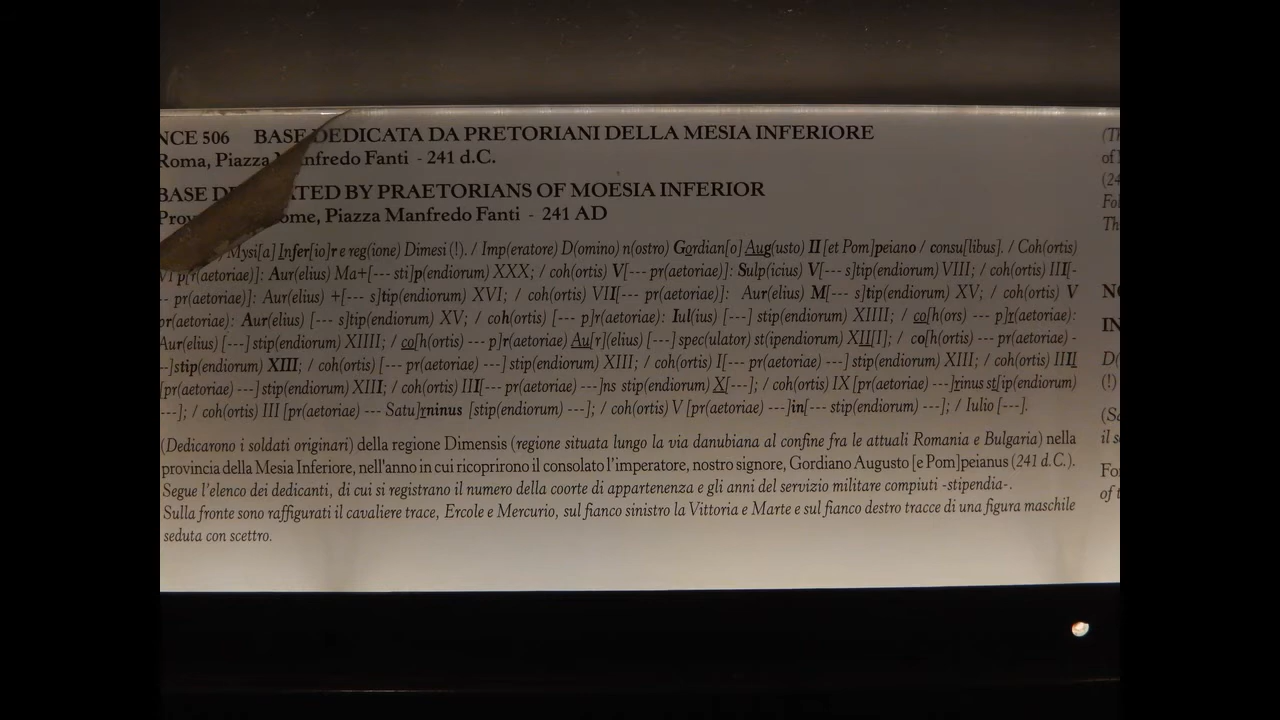 NCE 506 BASE DEDICATA DA PRETORIANI DELLA MESIA INFERIORE
Roma, Piazza Manfredo Fanti - 241 d.C.
BASE DEDICATED BY PRAETORIANS OF MOESIA INFERIOR
Piazza Manfredo Fanti - 241 AD
Mysi[a] Infer[io]r e reg(ione) Dimesi (!). / Imp(eratore) D(omino) n(ostro) Gordian[o] Aug(usto) II [et Pom]peiano / consu[libus]. / Coh(ortis)
VI p[r(aetoriae)]: Aur(elius) Ma+[--- sti]p(endiorum) XXX; / coh(ortis) V[--- pr(aetoriae)]: Sulp(icius) V[--- s]tip(endiorum) VIII; / coh(ortis) III[-
-- pr(aetoriae)]: Aur(elius) +[--- s]tip(endiorum) XVI; / coh(ortis) VII[--- pr(aetoriae)]: Aur(elius) M[--- s]tip(endiorum) XV; / coh(ortis) V
pr(aetoriae): Aur(elius) [--- s]tip(endiorum) XV; / coh(ortis) [--- p]r(aetoriae): Iul(ius) [---] stip(endiorum) XIIII; / co[h(ors) --- p]r(aetoriae):
Aur(elius) [---] stip(endiorum) XIIII; / co[h(ortis) --- p]r(aetoriae) Au[r](elius) [---] spec(ulator) st(ipendiorum) XII[I]; / co[h(ortis) --- pr(aetoriae) -
--]stip(endiorum) XIII; / coh(ortis) [--- pr(aetoriae) ---] stip(endiorum) XIII; / coh(ortis) I[--- pr(aetoriae) ---] stip(endiorum) XIII; / coh(ortis) III[
[pr(aetoriae) ---] stip(endiorum) XIII; / coh(ortis) III[--- pr(aetoriae) ---]ns stip(endiorum) X[---]; / coh(ortis) IX [pr(aetoriae) ---]rinus st[ip(endiorum)
---]; / coh(ortis) III [pr(aetoriae) --- Satu]rninus [stip(endiorum) ---]; / coh(ortis) V [pr(aetoriae) ---]in[--- stip(endiorum) ---]; / Iulio [---].
(Dedicarono i soldati originari) della regione Dimensis (regione situata lungo la via danubiana al confine fra le attuali Romania e Bulgaria) nella
provincia della Mesia Inferiore, nell'anno in cui ricoprirono il consolato l'imperatore, nostro signore, Gordiano Augusto [e Pom]peianus (241 d.C.).
Segue l'elenco dei dedicanti, di cui si registrano il numero della coorte di appartenenza e gli anni del servizio militare compiuti -stipendia-.
Sulla fronte sono raffigurati il cavaliere trace, Ercole e Mercurio, sul fianco sinistro la Vittoria e Marte e sul fianco destro tracce di una figura maschile
seduta con scettro.